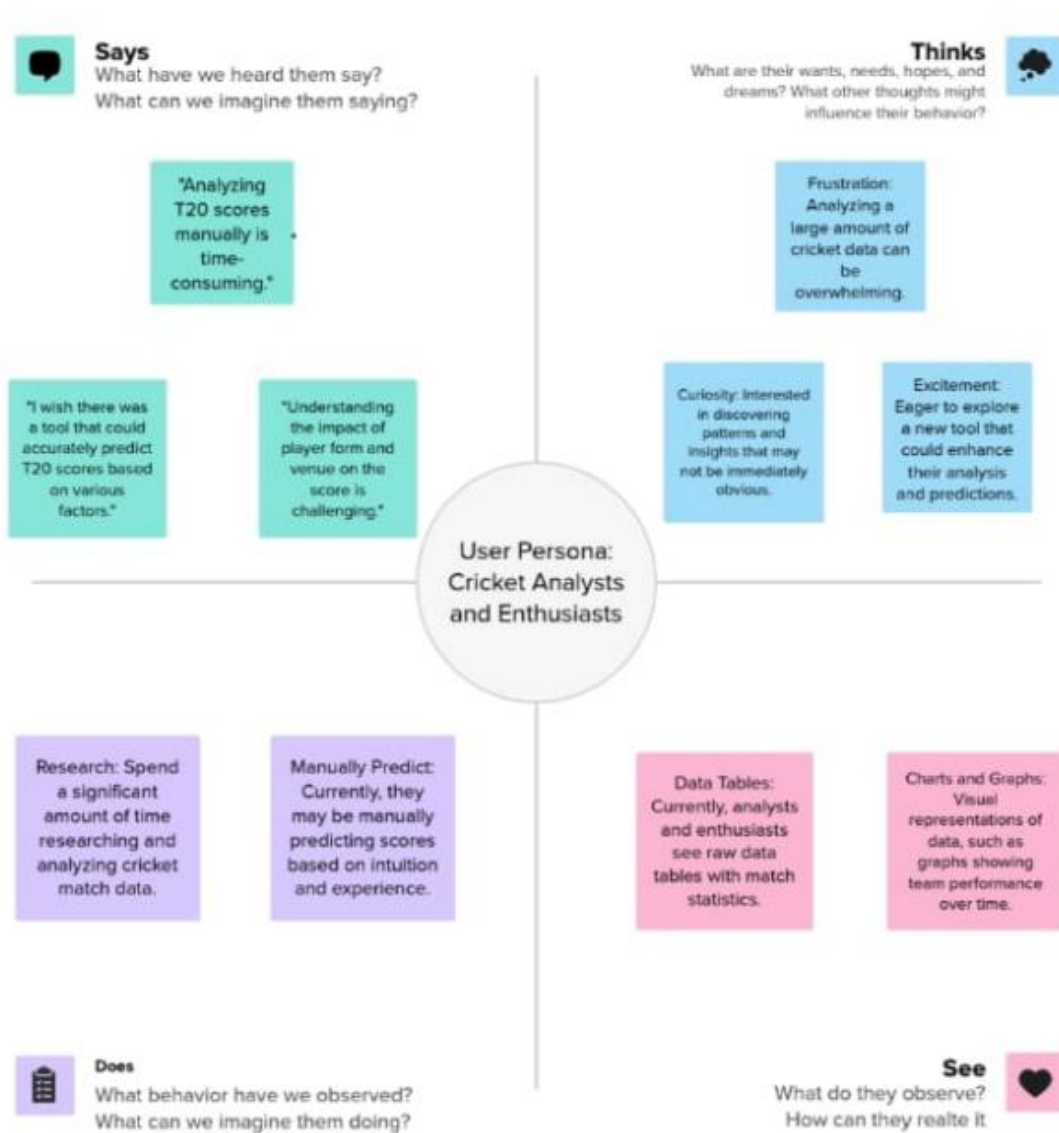 Says
What have we heard them say?
What can we imagine them saying?
"Analyzing
T20 scores
manually is
time-
consuming."
"I wish there was
a tool that could
accurately predict
T20 scores based
on various
factors."
"Understanding
the impact of
player form and
venue on the
score is
challenging."
Thinks
What are their wants, needs, hopes, and
dreams? What other thoughts might
influence their behavior?
Frustration:
Analyzing a
large amount of
cricket data can
be
overwhelming.
Curiosity: Interested
in discovering
patterns and
insights that may
not be immediately
obvious.
Excitement:
Eager to explore
a new tool that
could enhance
their analysis
and predictions.
User Persona:
Cricket Analysts
and Enthusiasts
Research: Spend
a significant
amount of time
researching and
analyzing cricket
match data.
Manually Predict:
Currently, they
may be manually
predicting scores
based on intuition
and experience.
Does
What behavior have we observed?
What can we imagine them doing?
Data Tables:
Currently, analysts
and enthusiasts
see raw data
tables with match
statistics.
Charts and Graphs:
Visual
representations of
data, such as
graphs showing
team performance
over time.
See
What do they observe?
How can they realte it